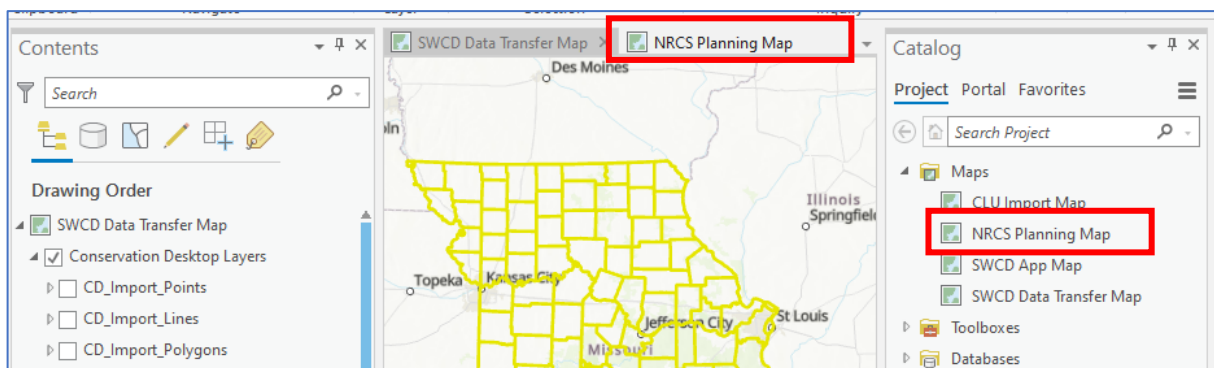 Contents
Search
Drawing Order
SWCD Data Transfer Map
Conservation Desktop Layers
CD_Import_Points
CD_Import_Lines
CD_Import_Polygons
SWCD Data Transfer Map
NRCS Planning Map
Des Moines
Illinois
Springfield
Topeka
Kansas City
Jefferson City
St Louis
Missouri
Catalog
Project Portal Favorites
Search Project
Maps
CLU Import Map
NRCS Planning Map
SWCD App Map
SWCD Data Transfer Map
Toolboxes
Databases